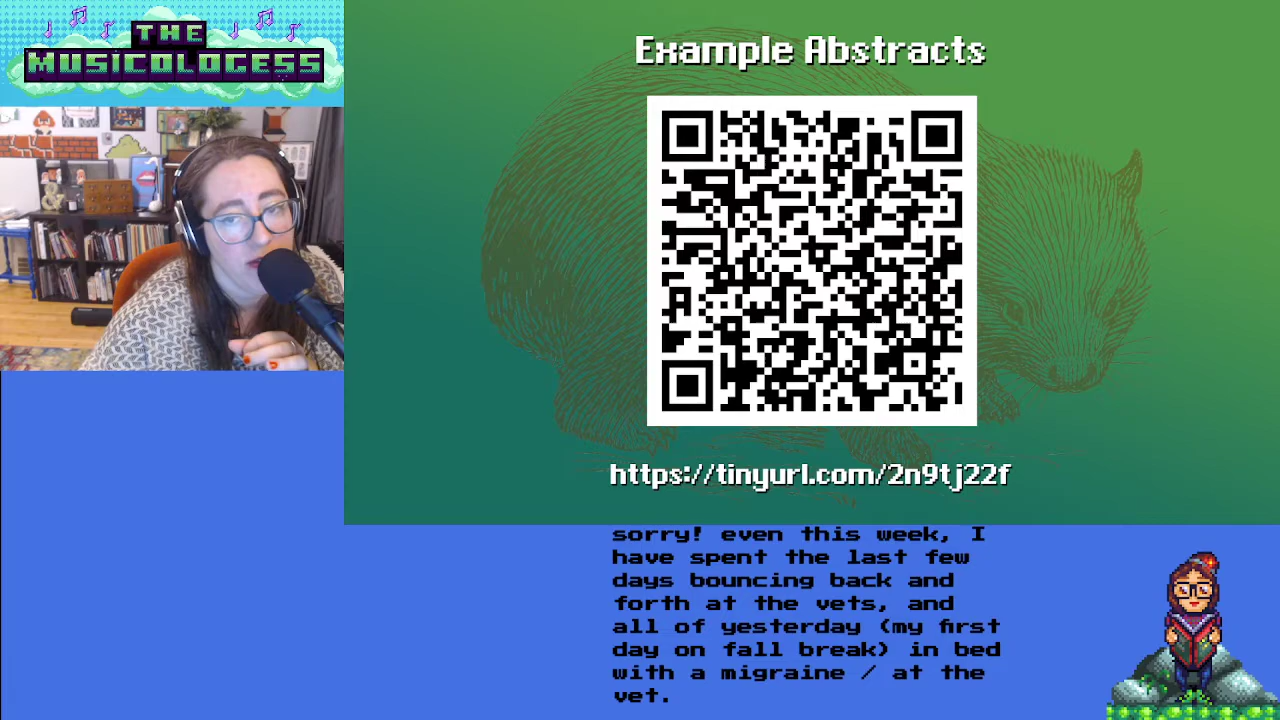 THE
MUSICOLOGESS
Example Abstracts
https://tinyurl.com/2n9tj22f
sorry! even this week, I
have spent the last few
days bouncing back and
forth at the vets, and
all of yesterday (my first
day on fall break) in bed
with a migraine / at the
vet.